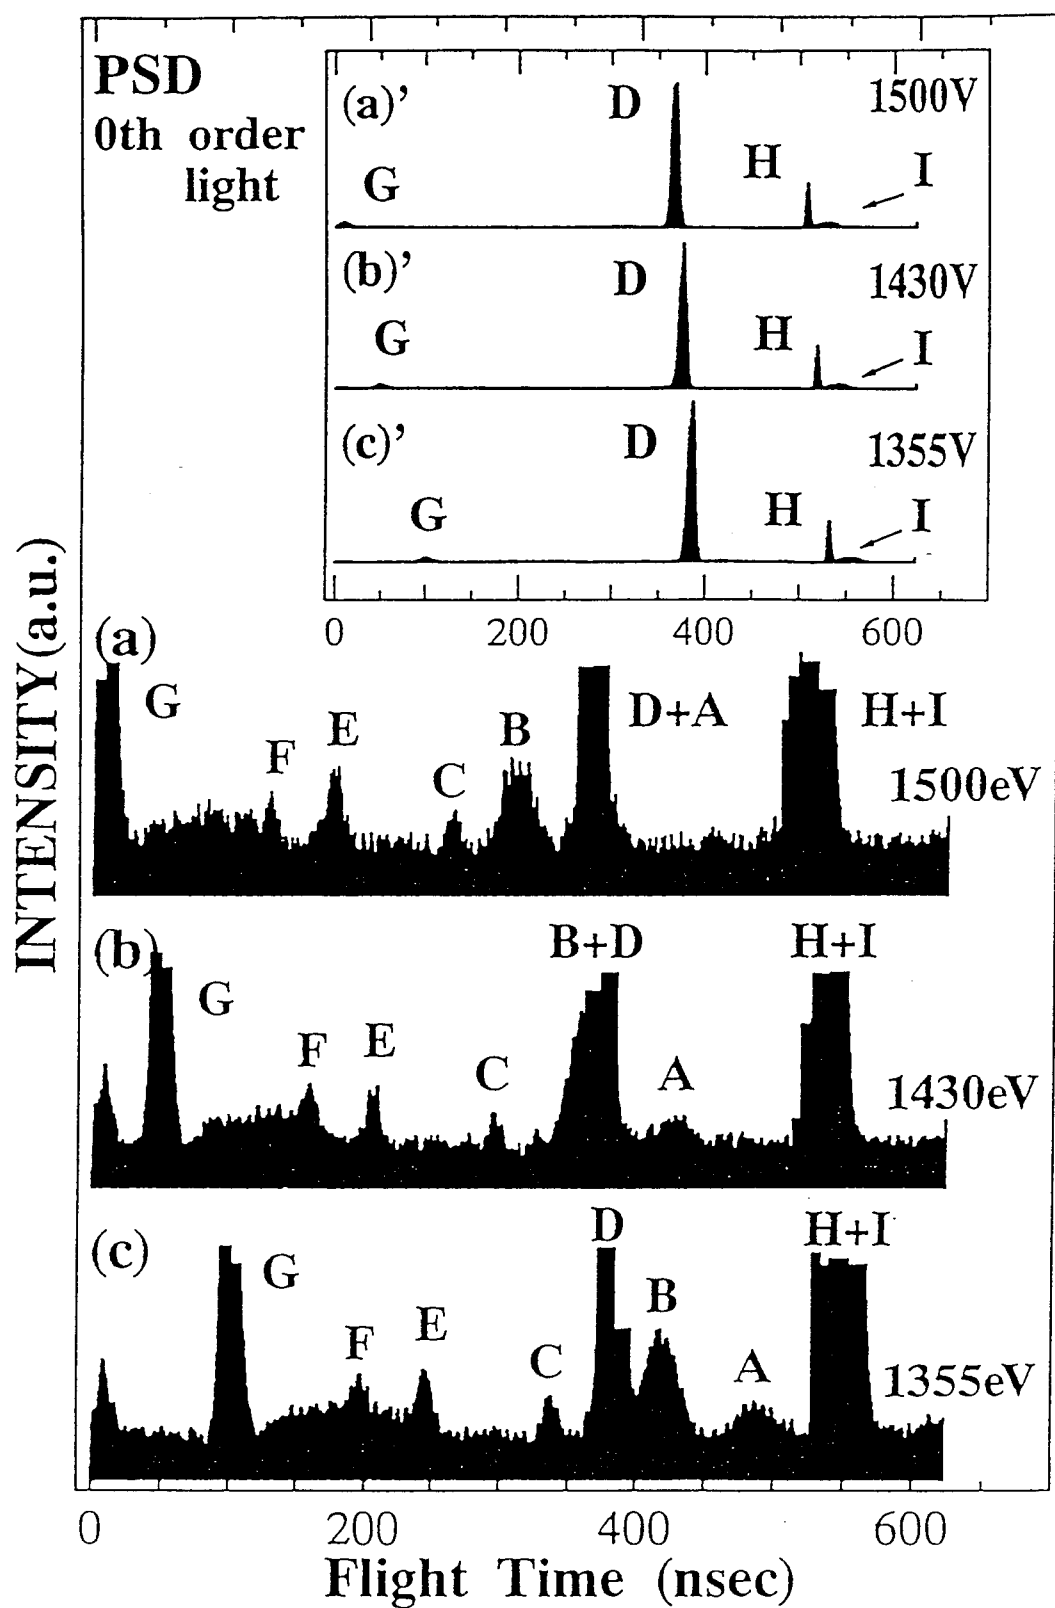 PSD
0th order
light
(a)'
D
1500V
G
H
I
(b)'
D
1430V
G
H
I
(c)'
D
1355V
G
H
I
0 200 400 600
INTENSITY(a.u.)
(a)
G
F
E
C
B
D+A
H+I
1500eV
(b)
G
F
E
C
B+D
A
H+I
1430eV
(c)
G
F
E
C
D
B
A
H+I
1355eV
0 200 400 600
Flight Time (nsec)